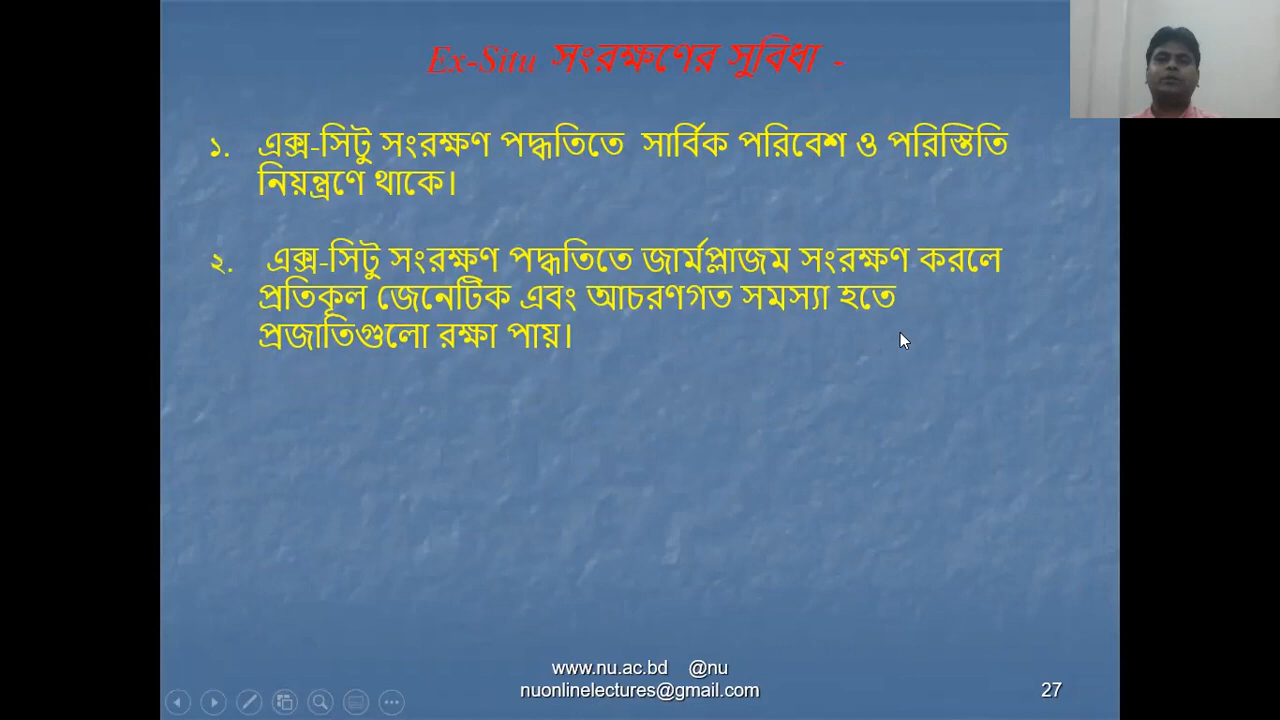 Ex-Situ সংরক্ষণের সুবিধা -
১. এক্স-সিটু সংরক্ষণ পদ্ধতিতে সার্বিক পরিবেশ ও পরিস্তিতি
নিয়ন্ত্রণে থাকে।
২. এক্স-সিটু সংরক্ষণ পদ্ধতিতে জার্মপ্লাজম সংরক্ষণ করলে
প্রতিকূল জেনেটিক এবং আচরণগত সমস্যা হতে
প্রজাতিগুলো রক্ষা পায়।
www.nu.ac.bd @nu
nuonlinelectures@gmail.com
27